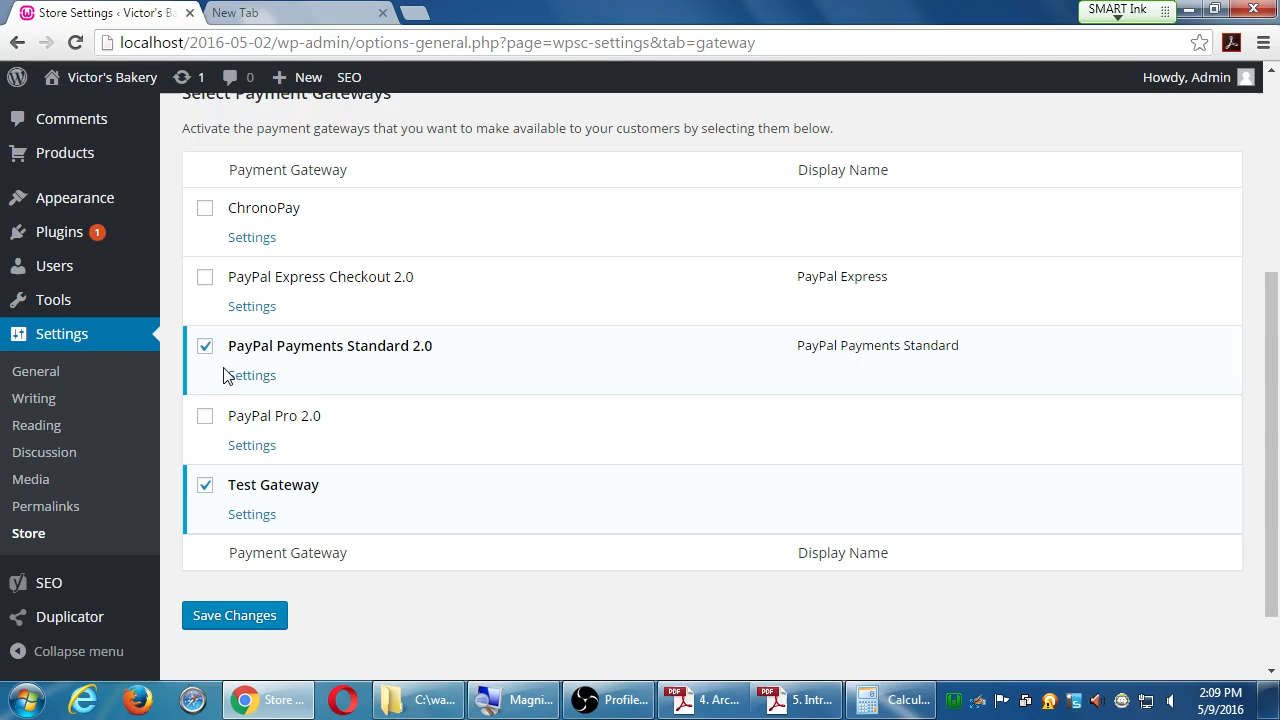 Store Settings ‹ Victor's Ba
New Tab
SMART Ink
localhost/2016-05-02/wp-admin/options-general.php?page=wpsc-settings&tab=gateway
Victor's Bakery 1 0 New SEO Howdy, Admin
Select Payment Gateways
Activate the payment gateways that you want to make available to your customers by selecting them below.
Payment Gateway Display Name
ChronoPay
Settings
PayPal Express Checkout 2.0 PayPal Express
Settings
PayPal Payments Standard 2.0 PayPal Payments Standard
Settings
PayPal Pro 2.0
Settings
Test Gateway
Settings
Payment Gateway Display Name
Save Changes
Comments
Products
Appearance
Plugins 1
Users
Tools
Settings
General
Writing
Reading
Discussion
Media
Permalinks
Store
SEO
Duplicator
Collapse menu
Store ...
C:\wa...
Magni...
Profile...
4. Arc...
5. Intr...
Calcul...
2:09 PM
5/9/2016